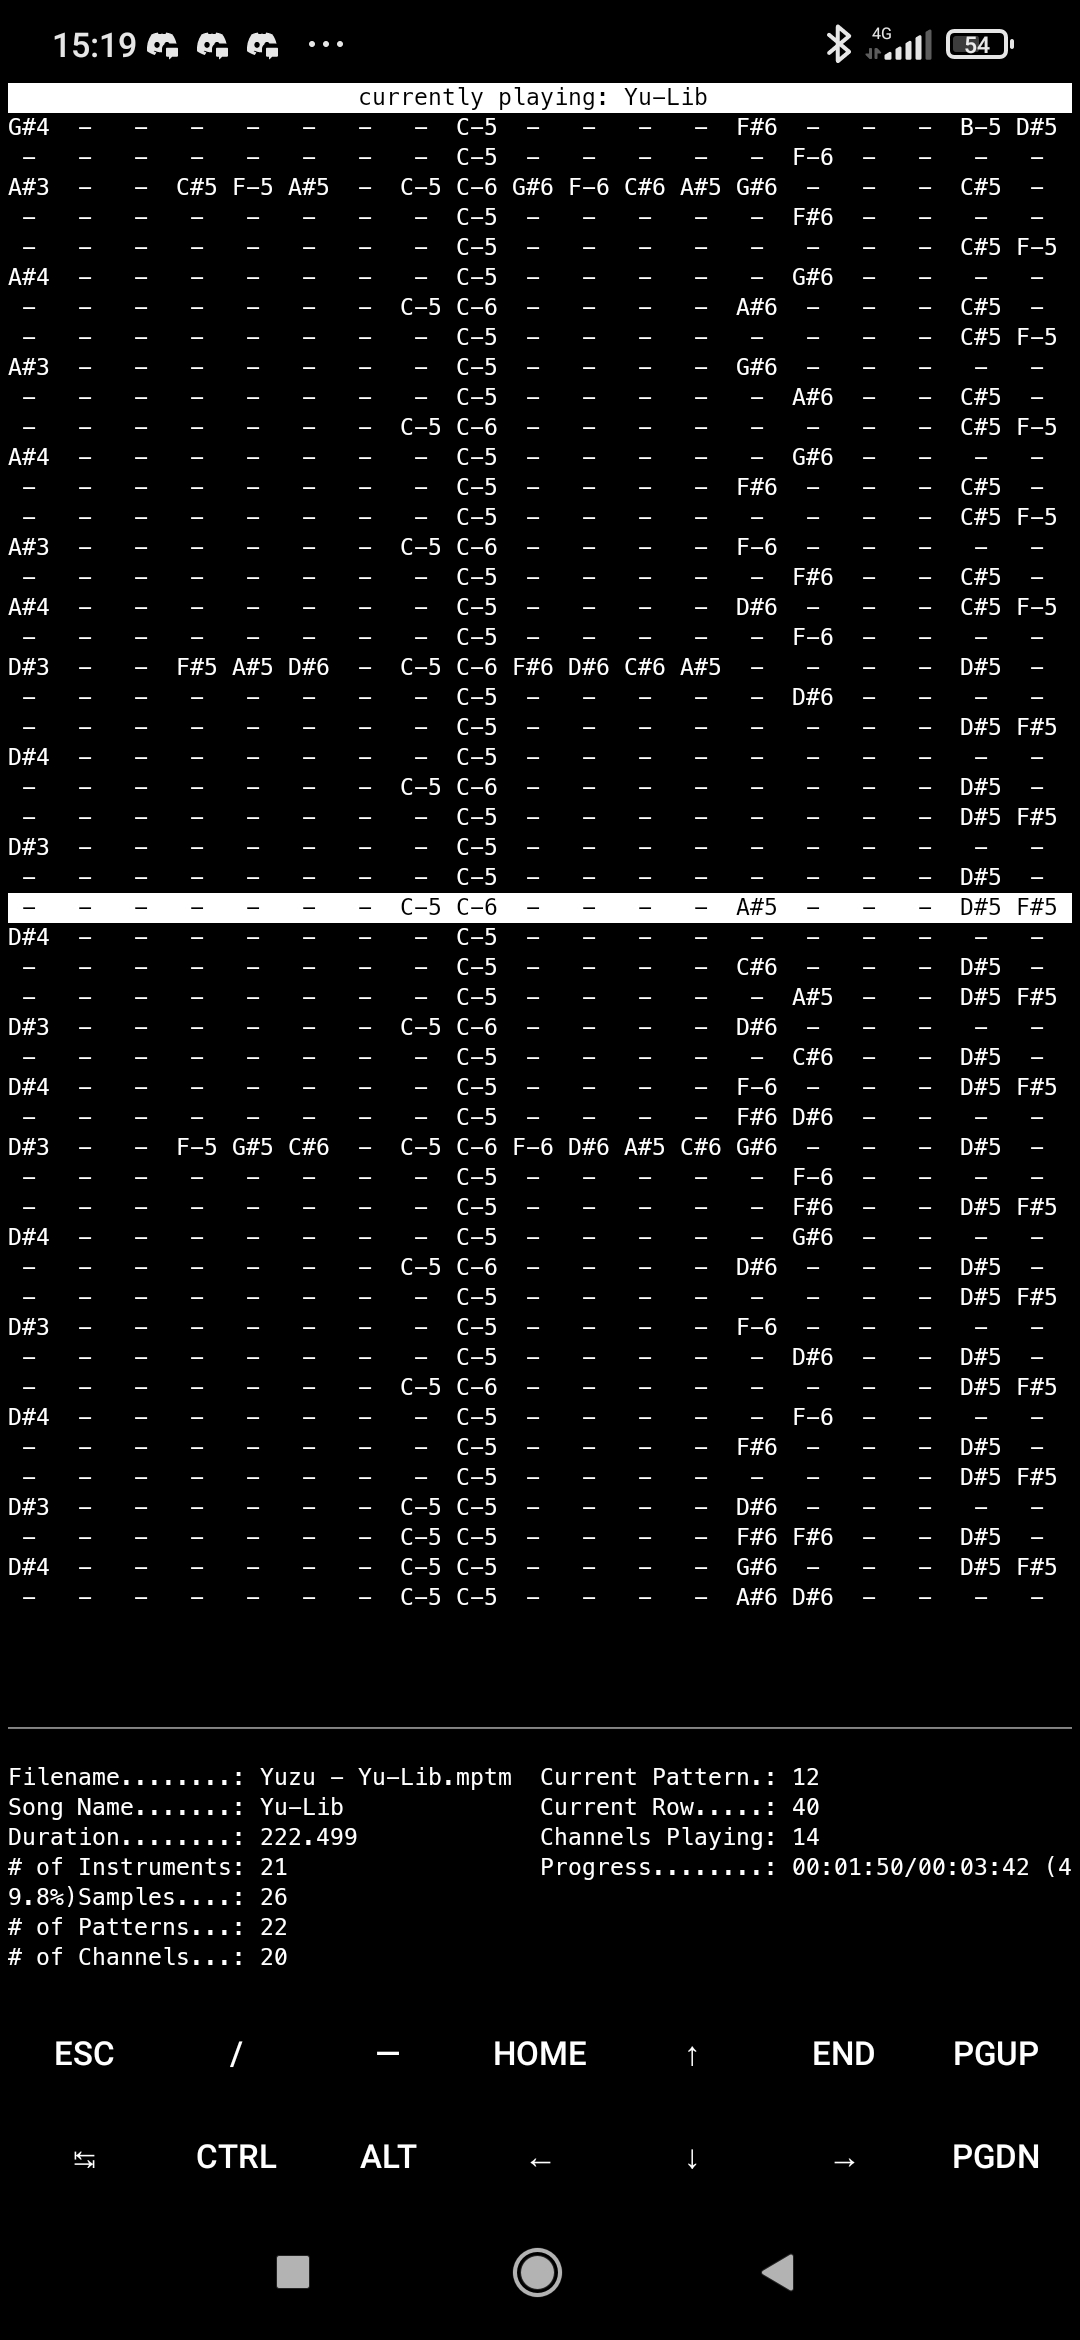 15:19 ... 4G 54
currently playing: Yu-Lib
G#4 - - - - - - - C-5 - - - - F#6 - - - B-5 D#5
- - - - - - - - C-5 - - - - - F-6 - - - -
A#3 - - C#5 F-5 A#5 - C-5 C-6 G#6 F-6 C#6 A#5 G#6 - - - C#5 -
- - - - - - - - C-5 - - - - - F#6 - - - -
- - - - - - - - C-5 - - - - - - - - C#5 F-5
A#4 - - - - - - - C-5 - - - - - G#6 - - - -
- - - - - - - C-5 C-6 - - - - A#6 - - - C#5 -
- - - - - - - - C-5 - - - - - - - - C#5 F-5
A#3 - - - - - - - C-5 - - - - G#6 - - - - -
- - - - - - - - C-5 - - - - - A#6 - - C#5 -
- - - - - - - C-5 C-6 - - - - - - - - C#5 F-5
A#4 - - - - - - - C-5 - - - - - G#6 - - - -
- - - - - - - - C-5 - - - - F#6 - - - C#5 -
- - - - - - - - C-5 - - - - - - - - C#5 F-5
A#3 - - - - - - C-5 C-6 - - - - F-6 - - - - -
- - - - - - - - C-5 - - - - - F#6 - - C#5 -
A#4 - - - - - - - C-5 - - - - D#6 - - - C#5 F-5
- - - - - - - - C-5 - - - - - F-6 - - - -
D#3 - - F#5 A#5 D#6 - C-5 C-6 F#6 D#6 C#6 A#5 - - - - D#5 -
- - - - - - - - C-5 - - - - - D#6 - - - -
- - - - - - - - C-5 - - - - - - - - D#5 F#5
D#4 - - - - - - - C-5 - - - - - - - - - -
- - - - - - - C-5 C-6 - - - - - - - - D#5 -
- - - - - - - - C-5 - - - - - - - - D#5 F#5
D#3 - - - - - - - C-5 - - - - - - - - - -
- - - - - - - - C-5 - - - - - - - - D#5 -
- - - - - - - C-5 C-6 - - - - A#5 - - - D#5 F#5
D#4 - - - - - - - C-5 - - - - - - - - - -
- - - - - - - - C-5 - - - - C#6 - - - D#5 -
- - - - - - - - C-5 - - - - - A#5 - - D#5 F#5
D#3 - - - - - - C-5 C-6 - - - - D#6 - - - - -
- - - - - - - - C-5 - - - - - C#6 - - D#5 -
D#4 - - - - - - - C-5 - - - - F-6 - - - D#5 F#5
- - - - - - - - C-5 - - - - F#6 D#6 - - - -
D#3 - - F-5 G#5 C#6 - C-5 C-6 F-6 D#6 A#5 C#6 G#6 - - - D#5 -
- - - - - - - - C-5 - - - - - F-6 - - - -
- - - - - - - - C-5 - - - - - F#6 - - D#5 F#5
D#4 - - - - - - - C-5 - - - - - G#6 - - - -
- - - - - - - C-5 C-6 - - - - D#6 - - - D#5 -
- - - - - - - - C-5 - - - - - - - - D#5 F#5
D#3 - - - - - - - C-5 - - - - F-6 - - - - -
- - - - - - - - C-5 - - - - - D#6 - - D#5 -
- - - - - - - C-5 C-6 - - - - - - - - D#5 F#5
D#4 - - - - - - - C-5 - - - - - F-6 - - - -
- - - - - - - - C-5 - - - - F#6 - - - D#5 -
- - - - - - - - C-5 - - - - - - - - D#5 F#5
D#3 - - - - - - C-5 C-5 - - - - D#6 - - - - -
- - - - - - - C-5 C-5 - - - - F#6 F#6 - - D#5 -
D#4 - - - - - - C-5 C-5 - - - - G#6 - - - D#5 F#5
- - - - - - - C-5 C-5 - - - - A#6 D#6 - - - -
Filename........: Yuzu - Yu-Lib.mptm Current Pattern.: 12
Song Name.......: Yu-Lib Current Row.....: 40
Duration........: 222.499 Channels Playing: 14
# of Instruments: 21 Progress........: 00:01:50/00:03:42 (4
9.8%)Samples....: 26
# of Patterns...: 22
# of Channels...: 20
ESC / — HOME ↑ END PGUP
↹ CTRL ALT ← ↓ → PGDN